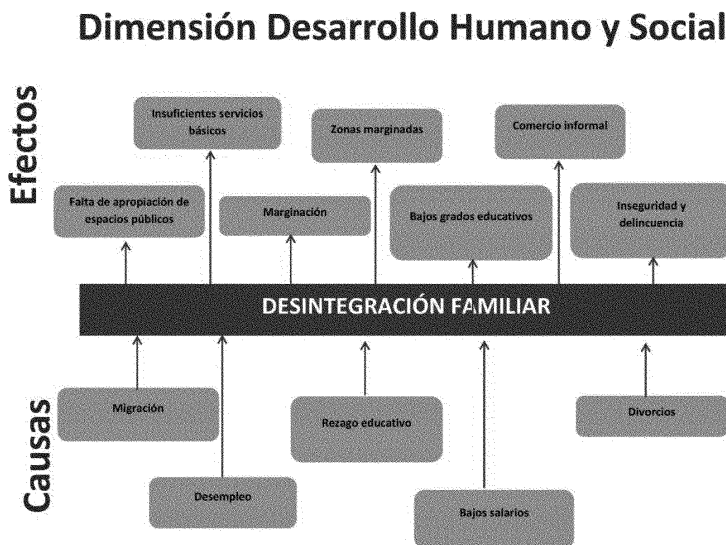 Dimensión Desarrollo Humano y Social
Efectos
Insuficientes servicios
básicos
Zonas marginadas
Comercio informal
Falta de apropiación de
espacios públicos
Marginación
Bajos grados educativos
Inseguridad y
delincuencia
DESINTEGRACIÓN FAMILIAR
Causas
Migración
Rezago educativo
Divorcios
Desempleo
Bajos salarios